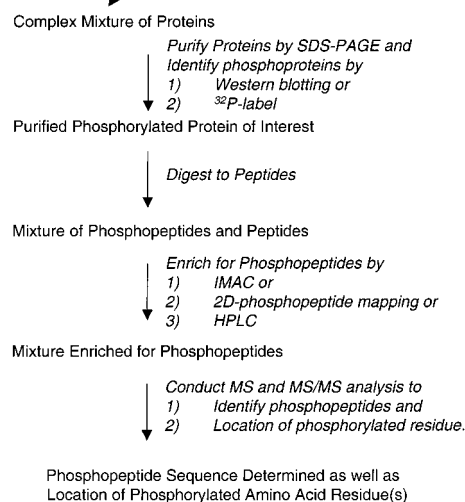 Complex Mixture of Proteins
Purify Proteins by SDS-PAGE and
Identify phosphoproteins by
1) Western blotting or
2) ³²P-label
Purified Phosphorylated Protein of Interest
Digest to Peptides
Mixture of Phosphopeptides and Peptides
Enrich for Phosphopeptides by
1) IMAC or
2) 2D-phosphopeptide mapping or
3) HPLC
Mixture Enriched for Phosphopeptides
Conduct MS and MS/MS analysis to
1) Identify phosphopeptides and
2) Location of phosphorylated residue.
Phosphopeptide Sequence Determined as well as
Location of Phosphorylated Amino Acid Residue(s)